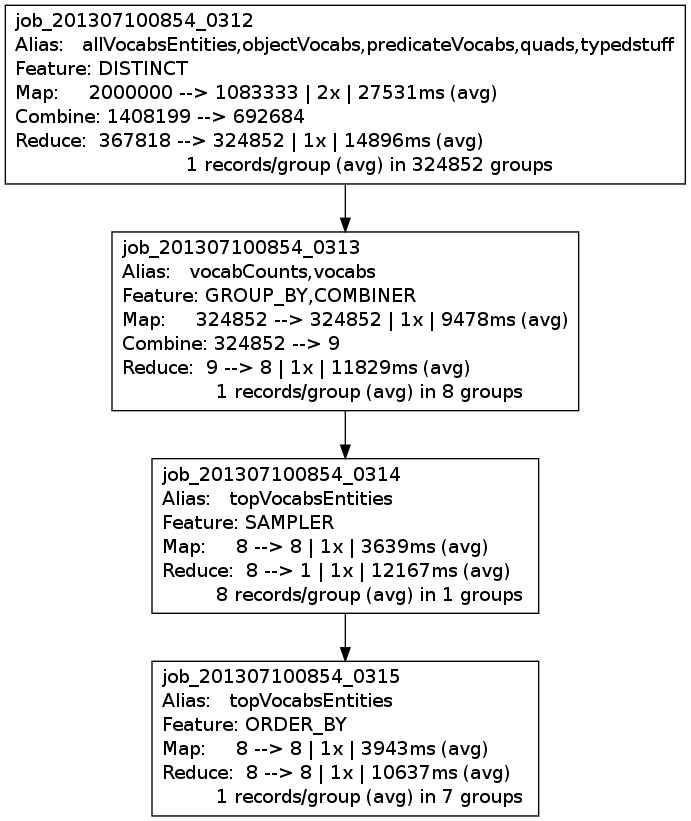 job_201307100854_0312
Alias: allVocabsEntities,objectVocabs,predicateVocabs,quads,typedstuff
Feature: DISTINCT
Map: 2000000 --> 1083333 | 2x | 27531ms (avg)
Combine: 1408199 --> 692684
Reduce: 367818 --> 324852 | 1x | 14896ms (avg)
1 records/group (avg) in 324852 groups
job_201307100854_0313
Alias: vocabCounts,vocabs
Feature: GROUP_BY,COMBINER
Map: 324852 --> 324852 | 1x | 9478ms (avg)
Combine: 324852 --> 9
Reduce: 9 --> 8 | 1x | 11829ms (avg)
1 records/group (avg) in 8 groups
job_201307100854_0314
Alias: topVocabsEntities
Feature: SAMPLER
Map: 8 --> 8 | 1x | 3639ms (avg)
Reduce: 8 --> 1 | 1x | 12167ms (avg)
8 records/group (avg) in 1 groups
job_201307100854_0315
Alias: topVocabsEntities
Feature: ORDER_BY
Map: 8 --> 8 | 1x | 3943ms (avg)
Reduce: 8 --> 8 | 1x | 10637ms (avg)
1 records/group (avg) in 7 groups